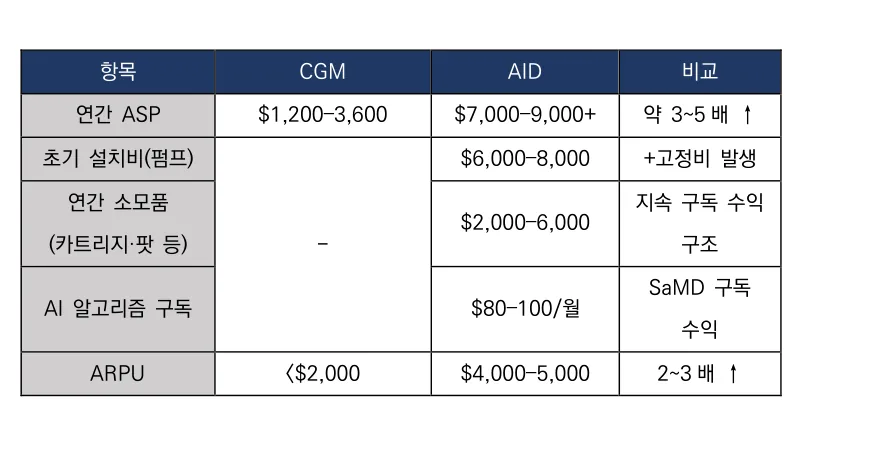 항목 CGM AID 비교
연간 ASP $1,200–3,600 $7,000–9,000+ 약 3~5배 ↑
초기 설치비(펌프) $6,000–8,000 +고정비 발생
연간 소모품
(카트리지·팟 등)
–
$2,000–6,000
지속 구독 수익
구조
AI 알고리즘 구독
$80–100/월
SaMD 구독
수익
ARPU <$2,000 $4,000–5,000 2~3배 ↑